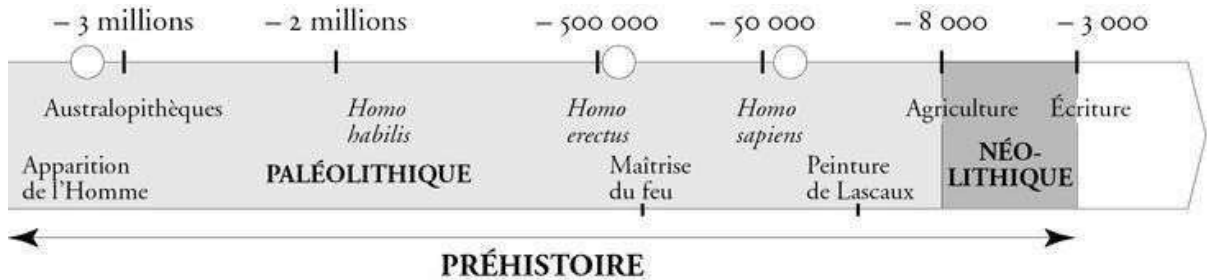 – 3 millions
– 2 millions
– 500 000
– 50 000
– 8 000
– 3 000
Australopithèques
Homo
habilis
Homo
erectus
Homo
sapiens
Agriculture
Écriture
Apparition
de l’Homme
PALÉOLITHIQUE
Maîtrise
du feu
Peinture
de Lascaux
NÉO-
LITHIQUE
PRÉHISTOIRE